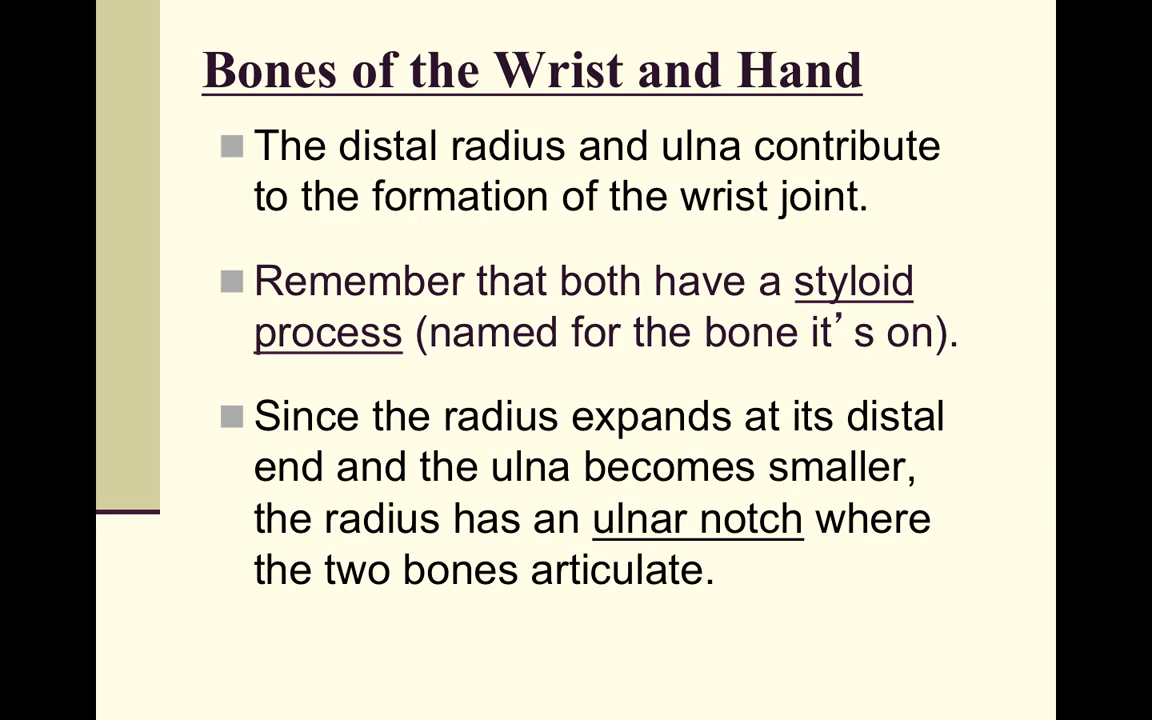 Bones of the Wrist and Hand
The distal radius and ulna contribute
to the formation of the wrist joint.
Remember that both have a styloid
process (named for the bone it’s on).
Since the radius expands at its distal
end and the ulna becomes smaller,
the radius has an ulnar notch where
the two bones articulate.